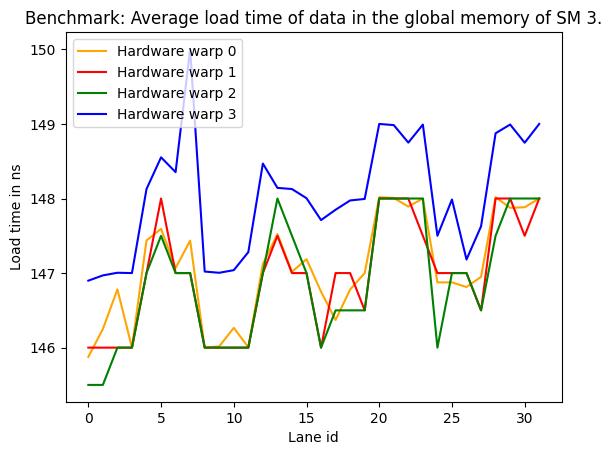 Benchmark: Average load time of data in the global memory of SM 3.
Hardware warp 0
Hardware warp 1
Hardware warp 2
Hardware warp 3
Load time in ns
150
149
148
147
146
0 5 10 15 20 25 30
Lane id